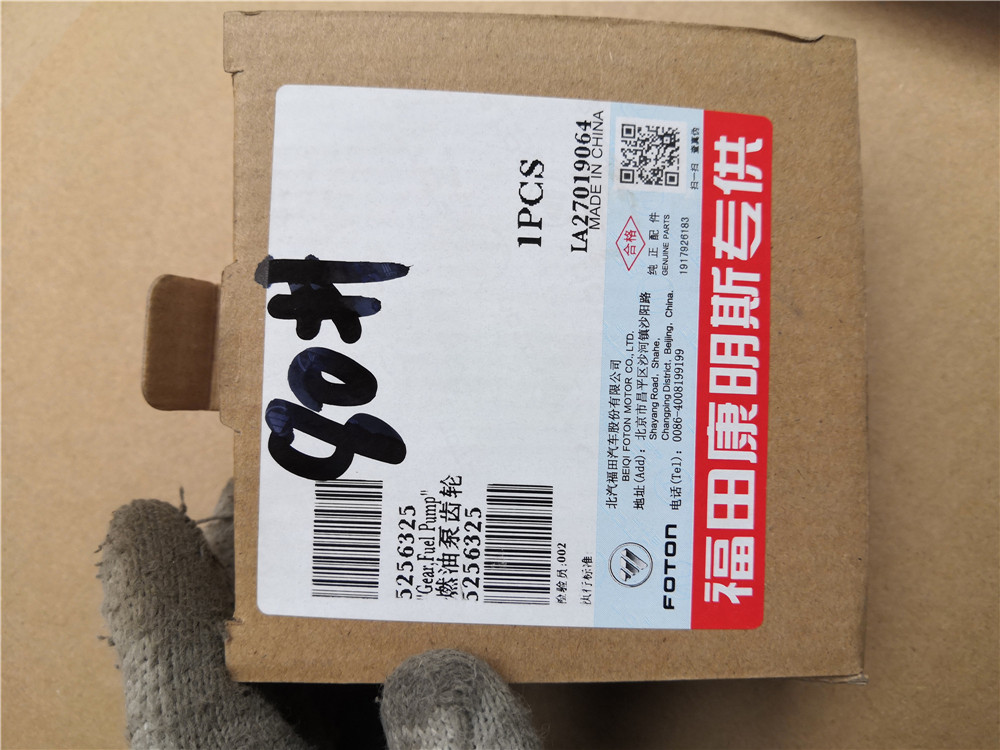 5256325
"Gear,Fuel Pump"
燃油泵齿轮
5256325
1PCS
检验员:002
LA27019064
执行标准
MADE IN CHINA
北汽福田汽车股份有限公司
BEIQI FOTON MOTOR CO., LTD.
地址(Add): 北京市昌平区沙河镇沙阳路
Shayang Road, Shahe,
Changping District, Beijing, China.
电话(Tel): 0086-4008199199
FOTON
合格
纯正配件
GENUINE PARTS
1917926183
扫一扫 查真伪
福田康明斯专供